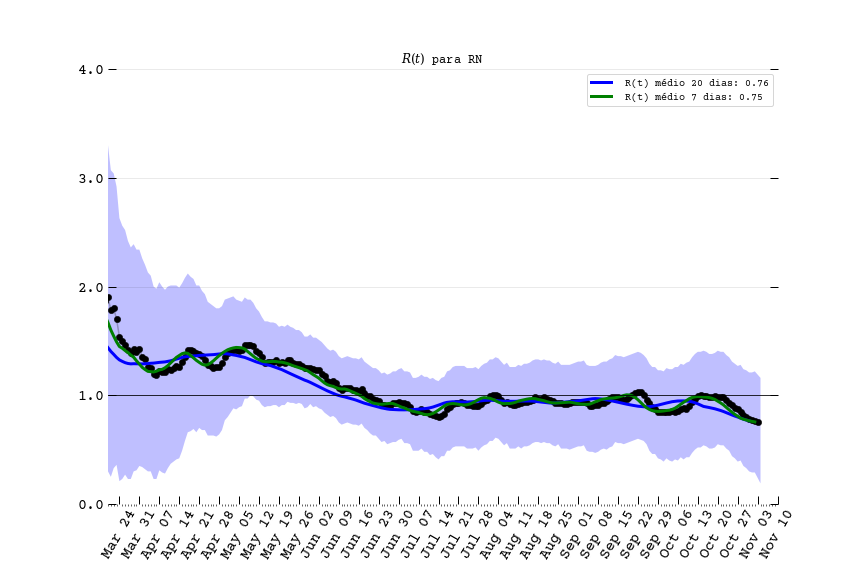 R(t) para RN
4.0
R(t) médio 20 dias: 0.76
R(t) médio 7 dias: 0.75
3.0
2.0
1.0
0.0
Mar 24
Mar 31
Apr 07
Apr 14
Apr 21
Apr 28
May 05
May 12
May 19
May 26
Jun 02
Jun 09
Jun 16
Jun 23
Jun 30
Jul 07
Jul 14
Jul 21
Jul 28
Aug 04
Aug 11
Aug 18
Aug 25
Sep 01
Sep 08
Sep 15
Sep 22
Sep 29
Oct 06
Oct 13
Oct 20
Oct 27
Nov 03
Nov 10